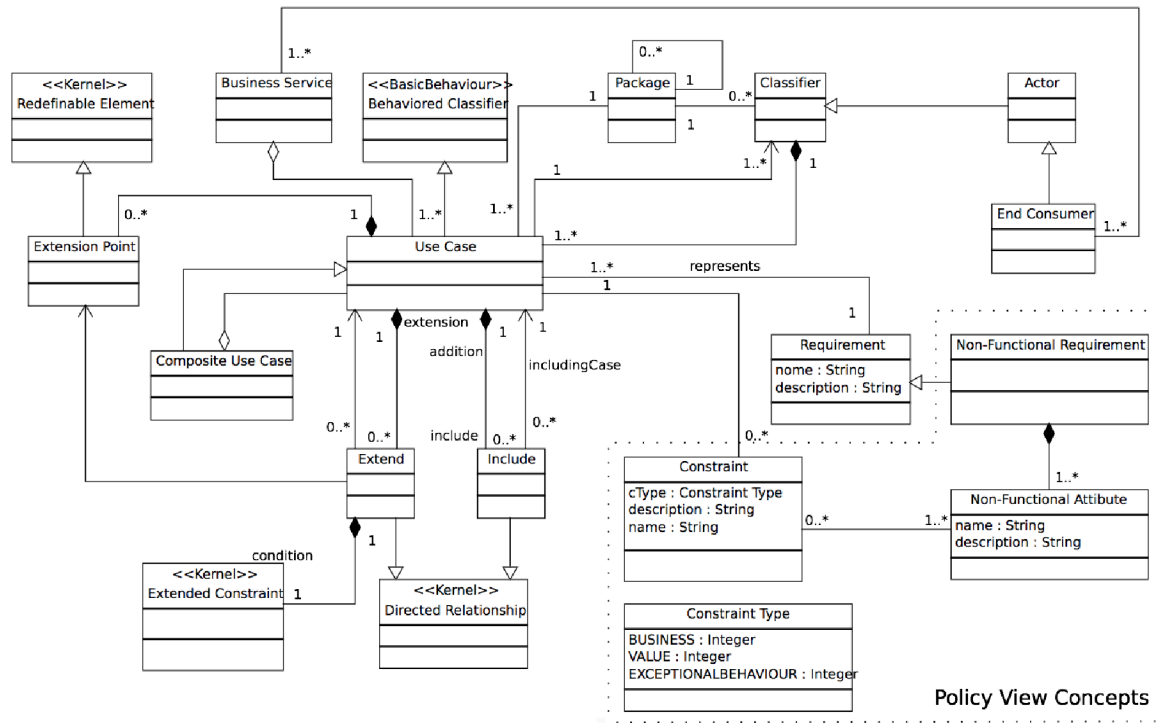 1..*
0..*
<<Kernel>>
Redefinable Element
Business Service
<<BasicBehaviour>>
Behaviored Classifier
Package
1
Classifier
Actor
1
0..*
1
1
1..*
1
0..*
1
1..*
1..*
End Consumer
1..*
Extension Point
Use Case
1..*
1..*
represents
1
1
1
1
1
extension
addition
1
includingCase
Composite Use Case
Requirement
nome : String
description : String
Non-Functional Requirement
0..*
0..*
include
0..*
0..*
0..*
Extend
Include
Constraint
cType : Constraint Type
description : String
name : String
1..*
Non-Functional Attibute
name : String
description : String
0..*
1..*
condition
1
<<Kernel>>
Extended Constraint
1
<<Kernel>>
Directed Relationship
Constraint Type
BUSINESS : Integer
VALUE : Integer
EXCEPTIONALBEHAVIOUR : Integer
Policy View Concepts